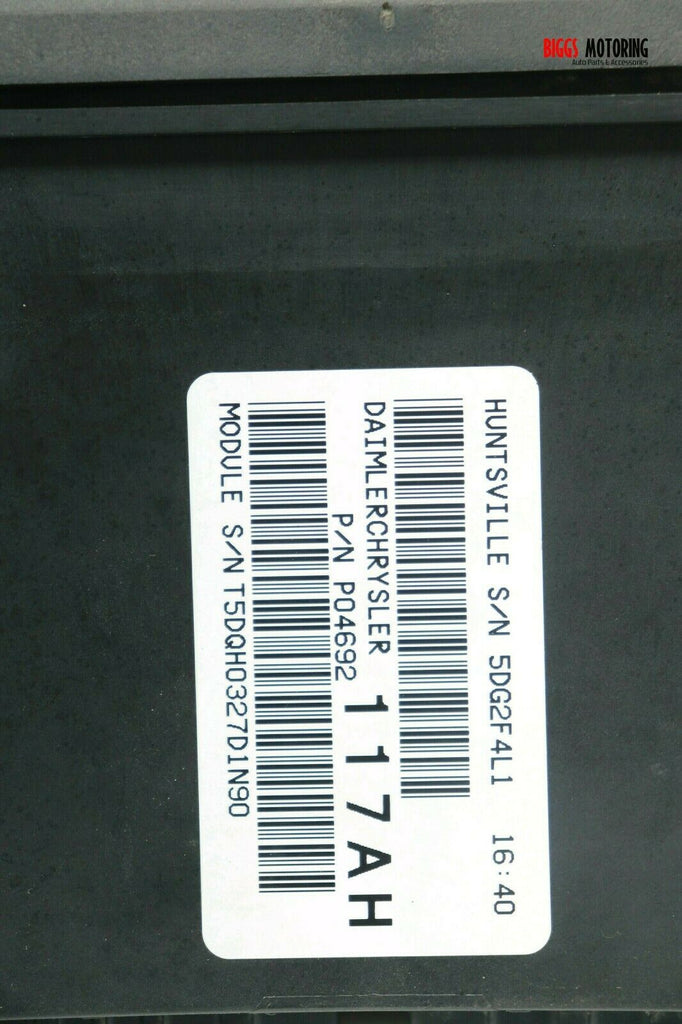 BIGGS MOTORING
Auto Parts & Accessories
HUNTSVILLE S/N 5DG2F4L1 16:40
DAIMLERCHRYSLER
P/N P04692 117AH
MODULE S/N T5DQH0327D1N90